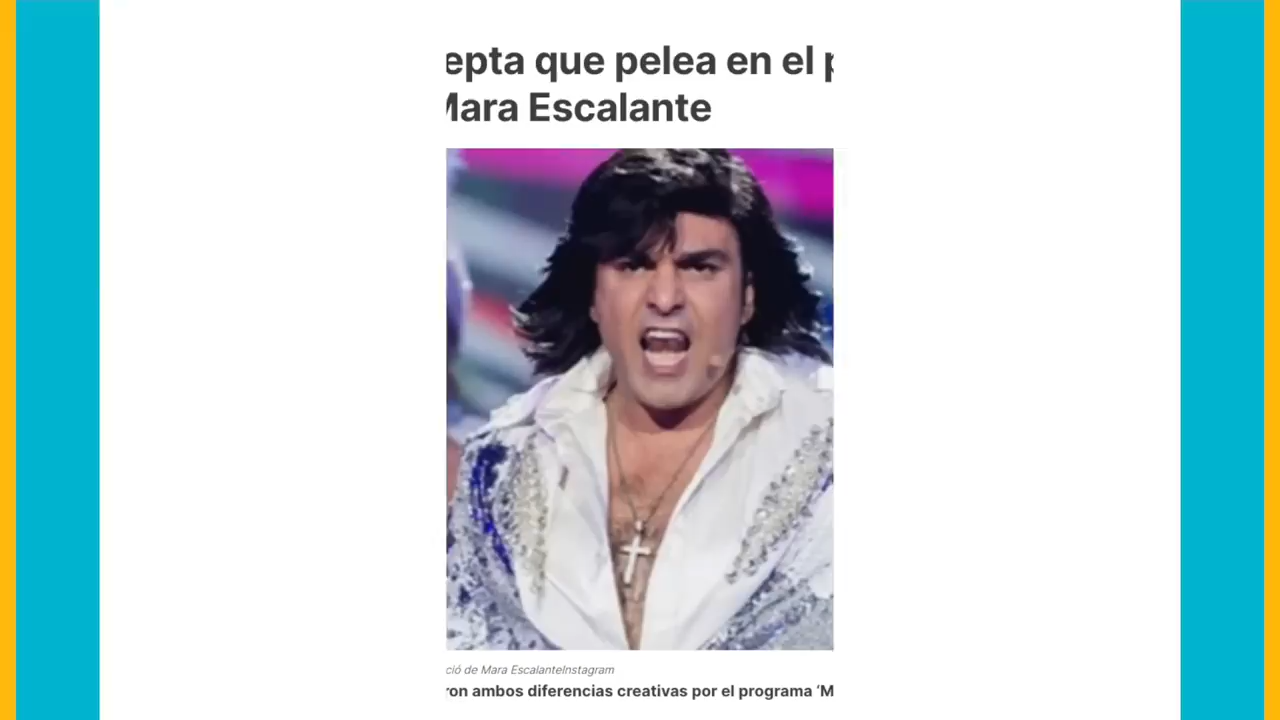 epta que pelea en el p
Mara Escalante
ció de Mara EscalanteInstagram
ron ambos diferencias creativas por el programa ‘M